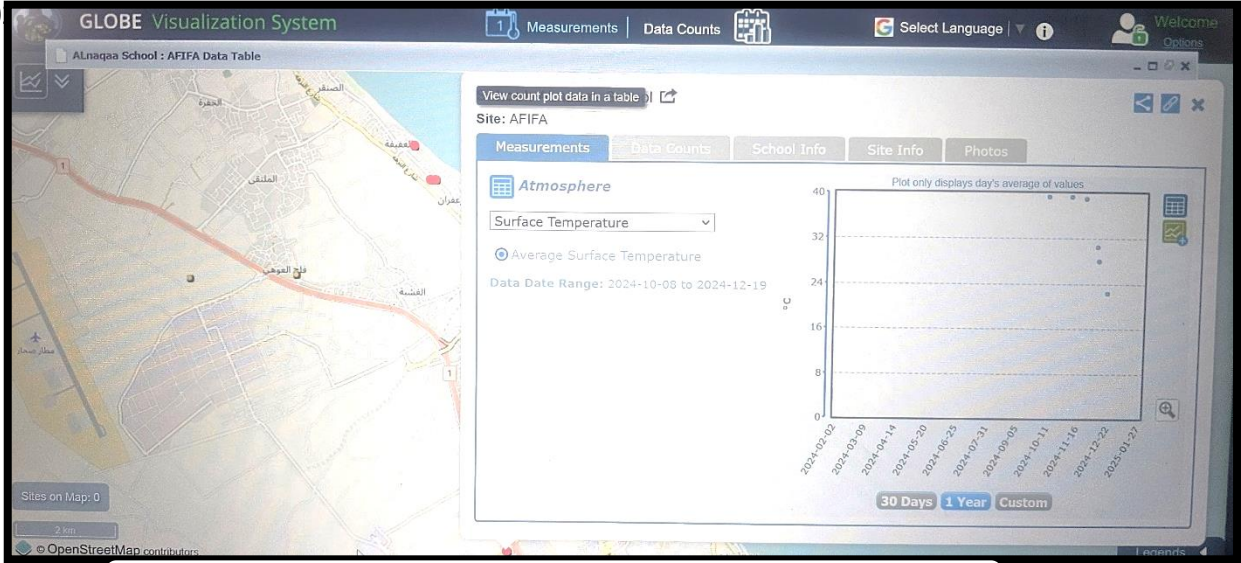 GLOBE Visualization System
Measurements
Data Counts
Select Language
Welcome
Options
ALnaqaa School : AFIFA Data Table
View count plot data in a table
Site: AFIFA
Measurements
Data Counts
School Info
Site Info
Photos
Atmosphere
Surface Temperature
Average Surface Temperature
Data Date Range: 2024-10-08 to 2024-12-19
Plot only displays day's average of values
40
32
24
16
8
0
°C
2024-02-02
2024-03-09
2024-04-14
2024-05-20
2024-06-25
2024-07-31
2024-09-05
2024-10-11
2024-11-16
2024-12-22
2025-01-27
30 Days
1 Year
Custom
الملتقى
فلج العوهي
الغشبة
مطار صحار
1
1
Sites on Map: 0
2 km
© OpenStreetMap contributors
Legends